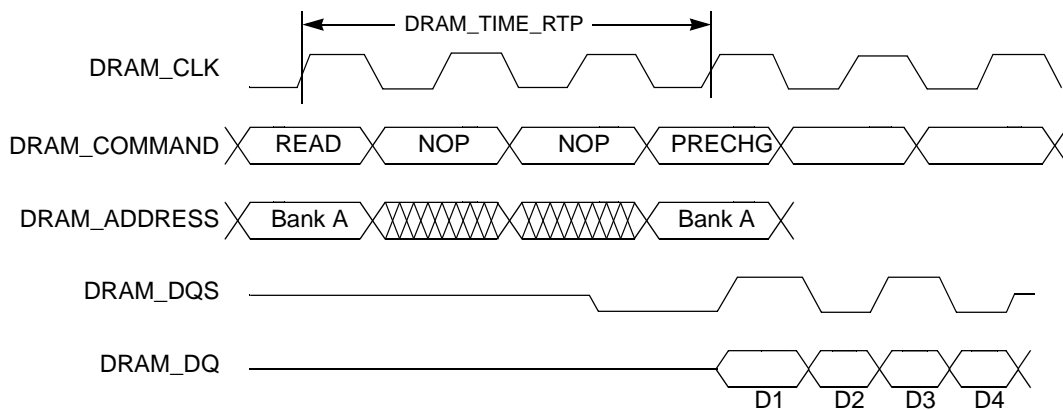 DRAM_TIME_RTP
DRAM_CLK
DRAM_COMMAND READ NOP NOP PRECHG
DRAM_ADDRESS Bank A Bank A
DRAM_DQS
DRAM_DQ
D1 D2 D3 D4